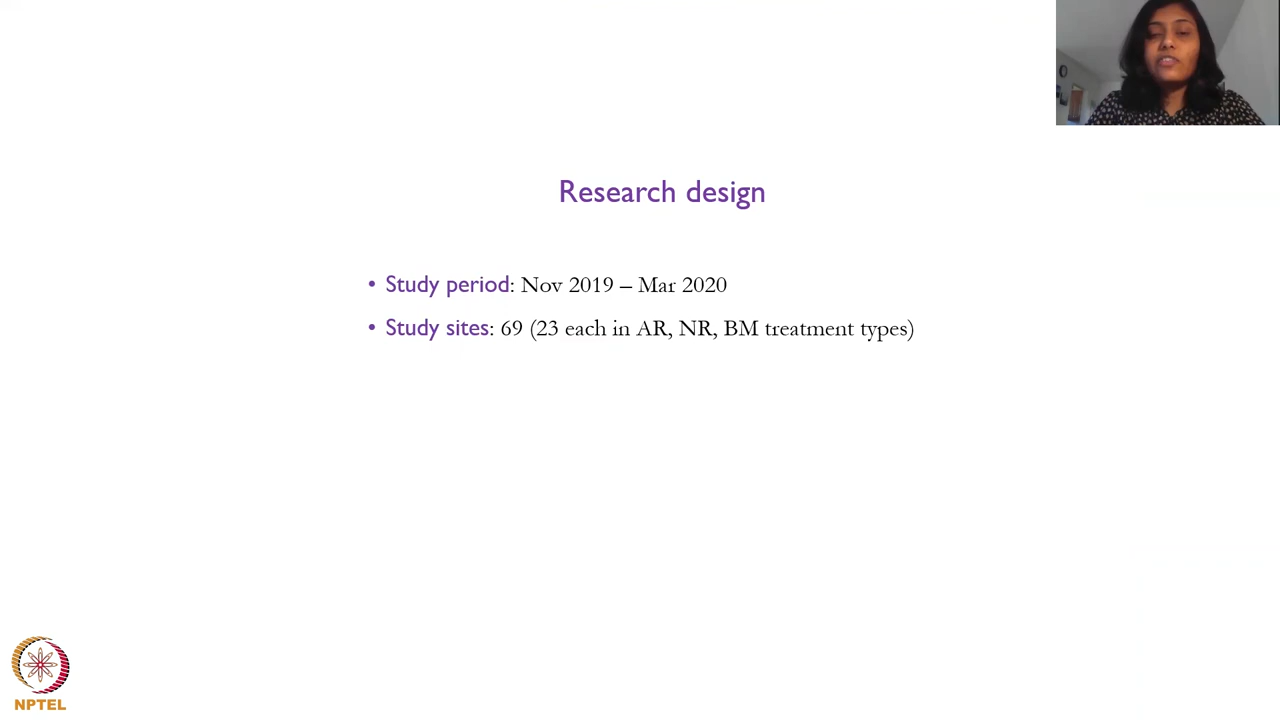 Research design
• Study period: Nov 2019 – Mar 2020
• Study sites: 69 (23 each in AR, NR, BM treatment types)
NPTEL